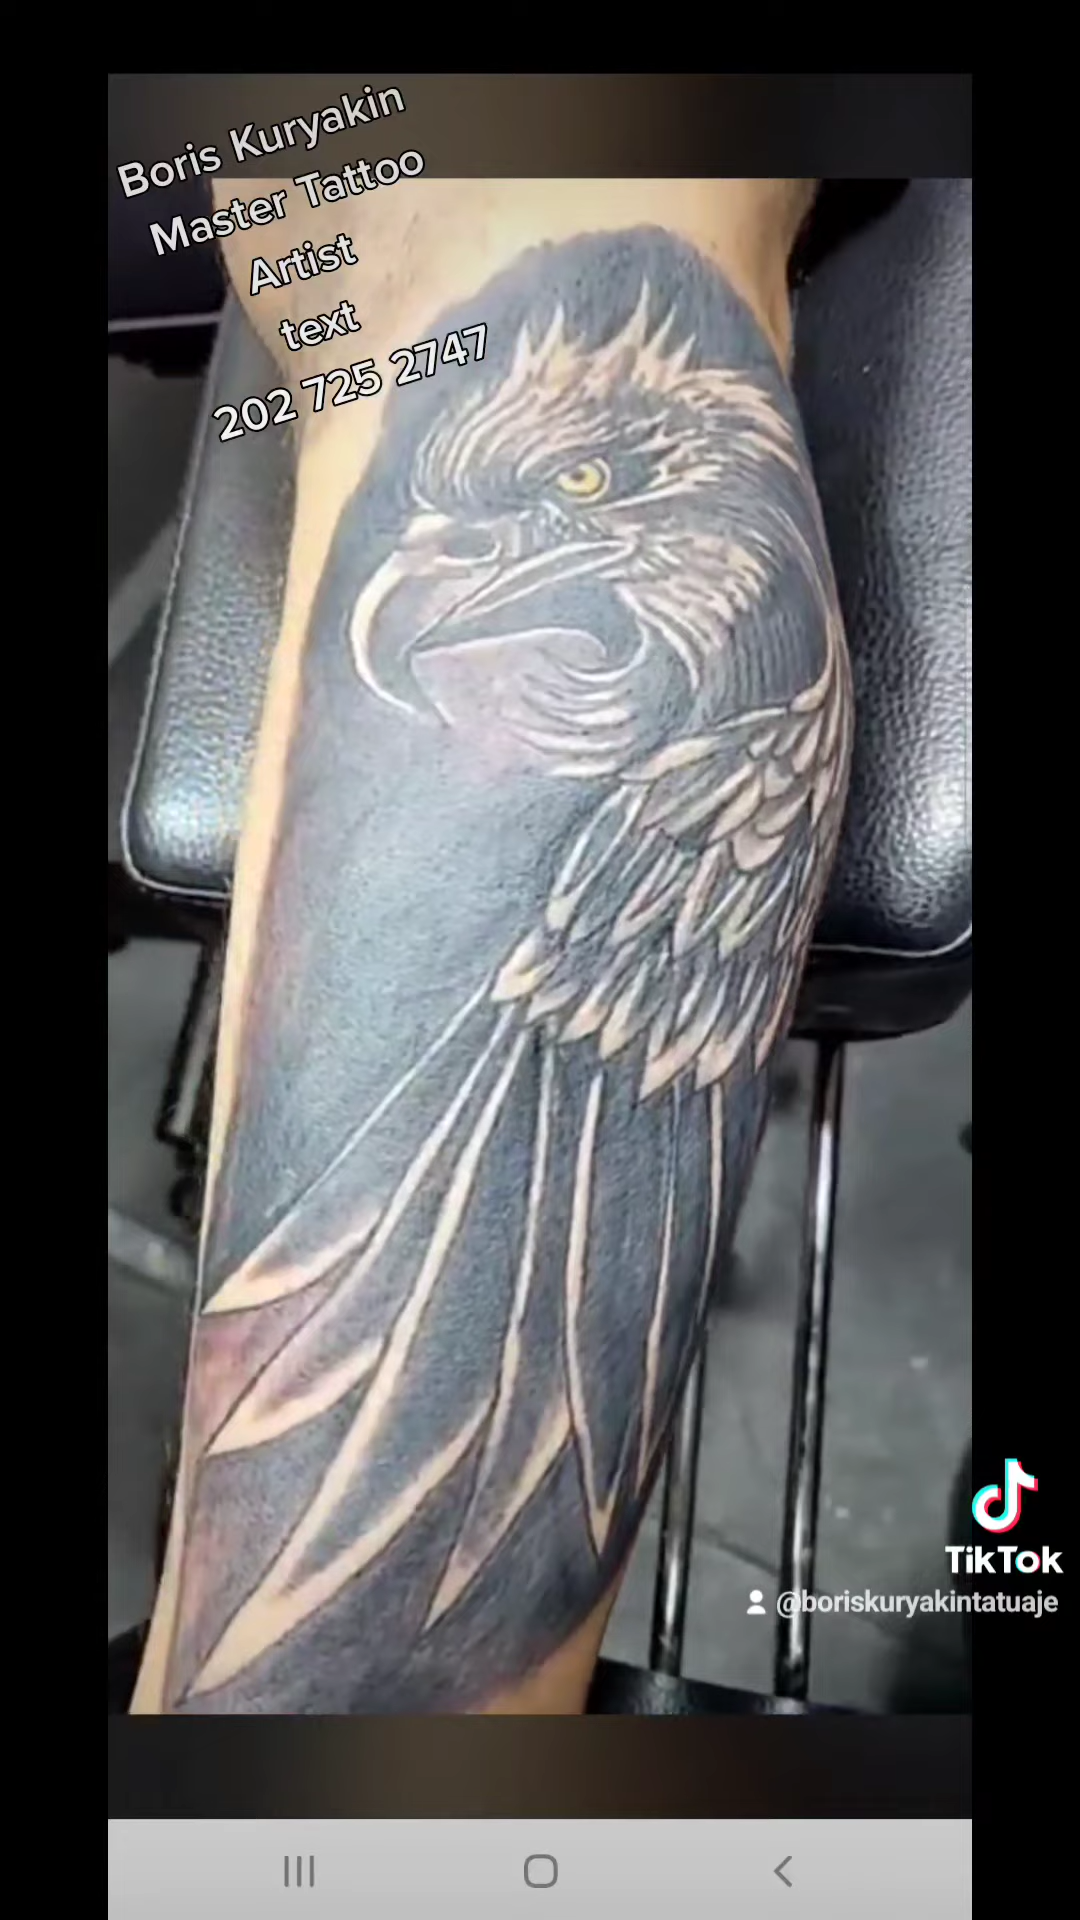 Boris Kuryakin
Master Tattoo
Artist
text
202 725 2747
TikTok
@boriskuryakintatuaje